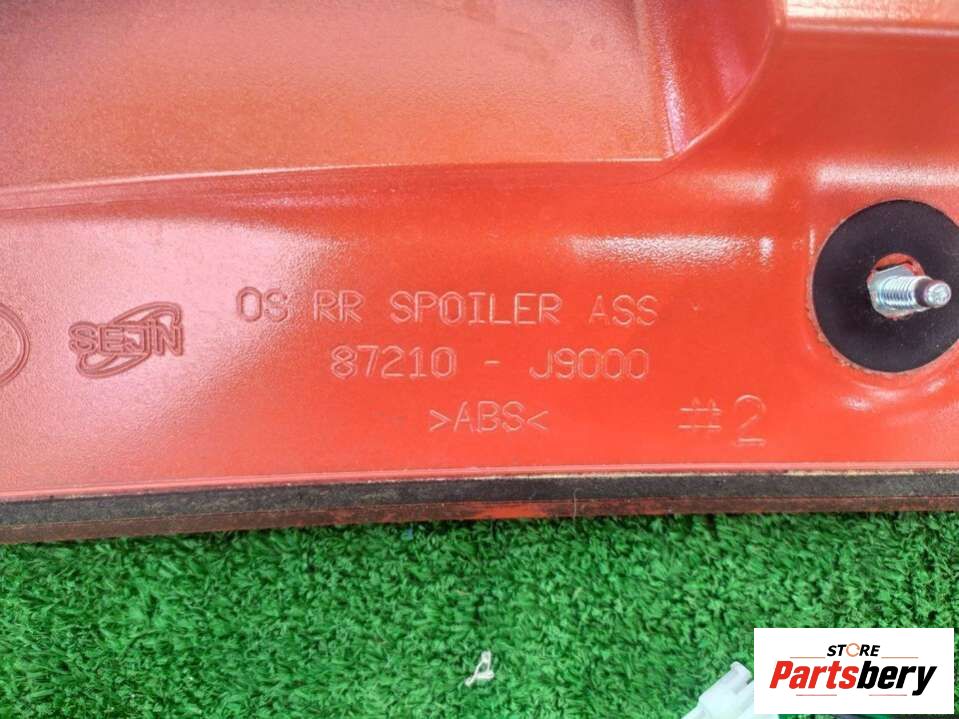 SEJIN
OS RR SPOILER ASS
87210 - J9000
>ABS<
#2
STORE
Partsbery